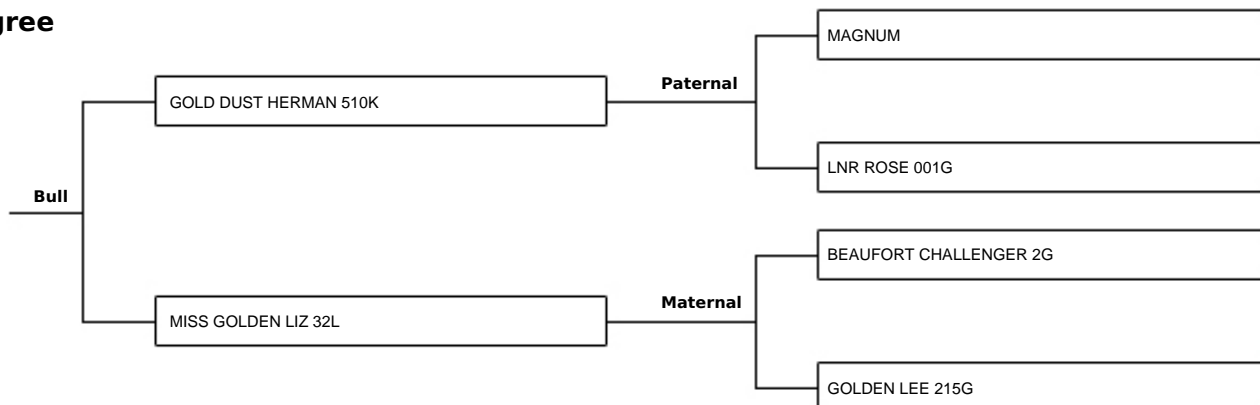 MAGNUM
Paternal
GOLD DUST HERMAN 510K
LNR ROSE 001G
Bull
BEAUFORT CHALLENGER 2G
Maternal
MISS GOLDEN LIZ 32L
GOLDEN LEE 215G